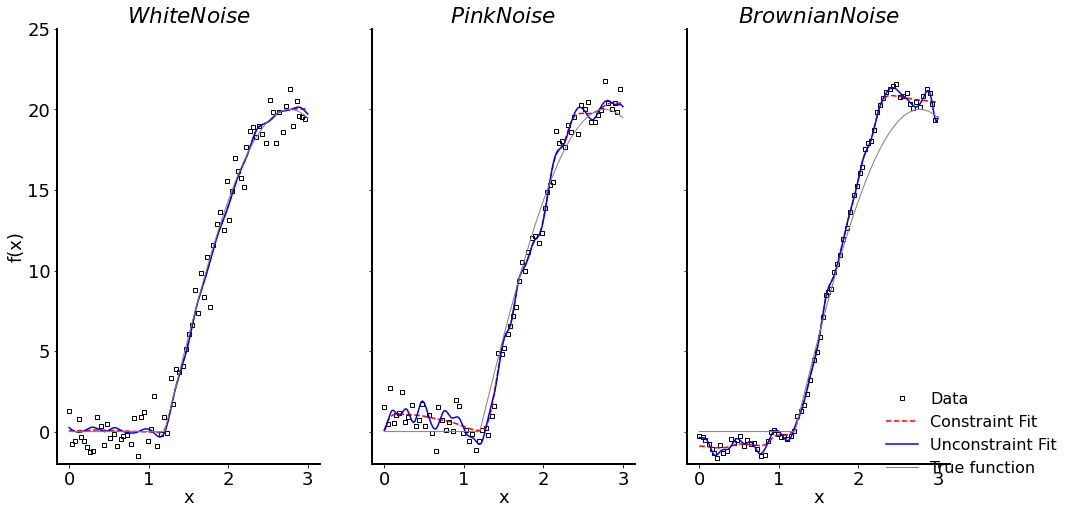 WhiteNoise
PinkNoise
BrownianNoise
25
20
15
10
5
0
f(x)
0 1 2 3
x
0 1 2 3
x
0 1 2 3
x
Data
Constraint Fit
Unconstraint Fit
True function